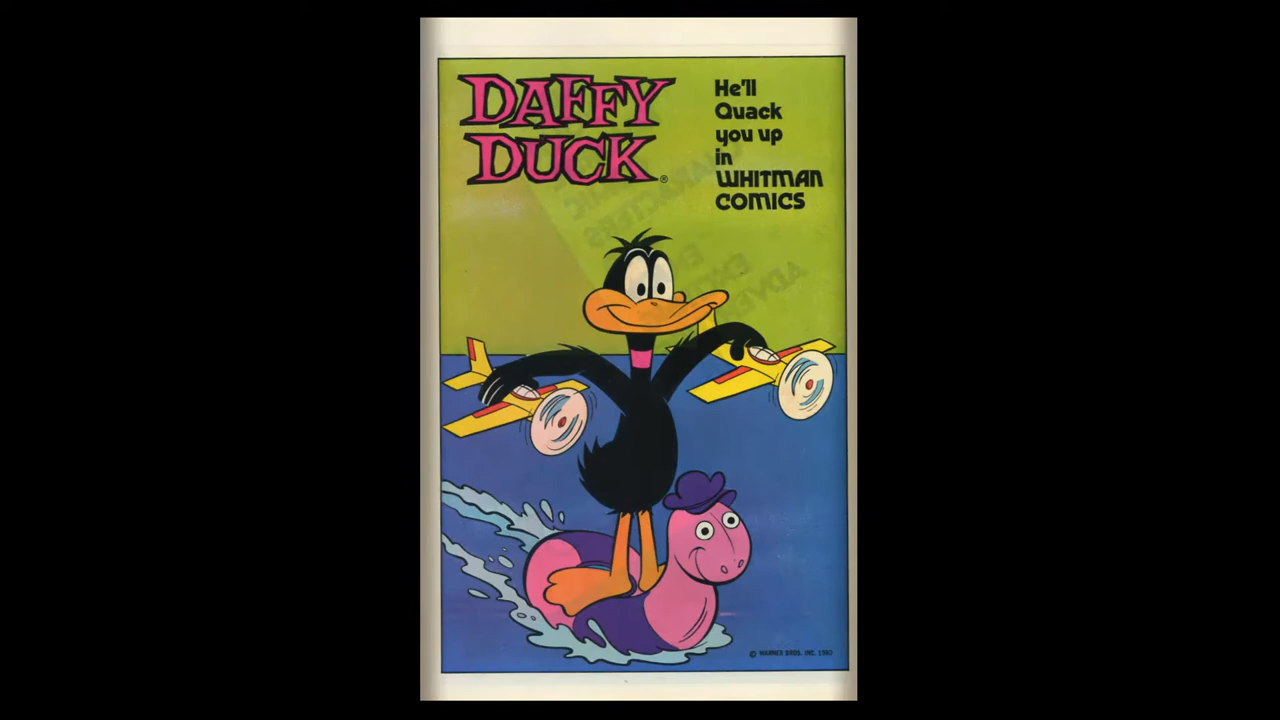 DAFFY
DUCK®
He'll
Quack
you up
in
WHITMAN
COMICS
© WARNER BROS. INC. 1980